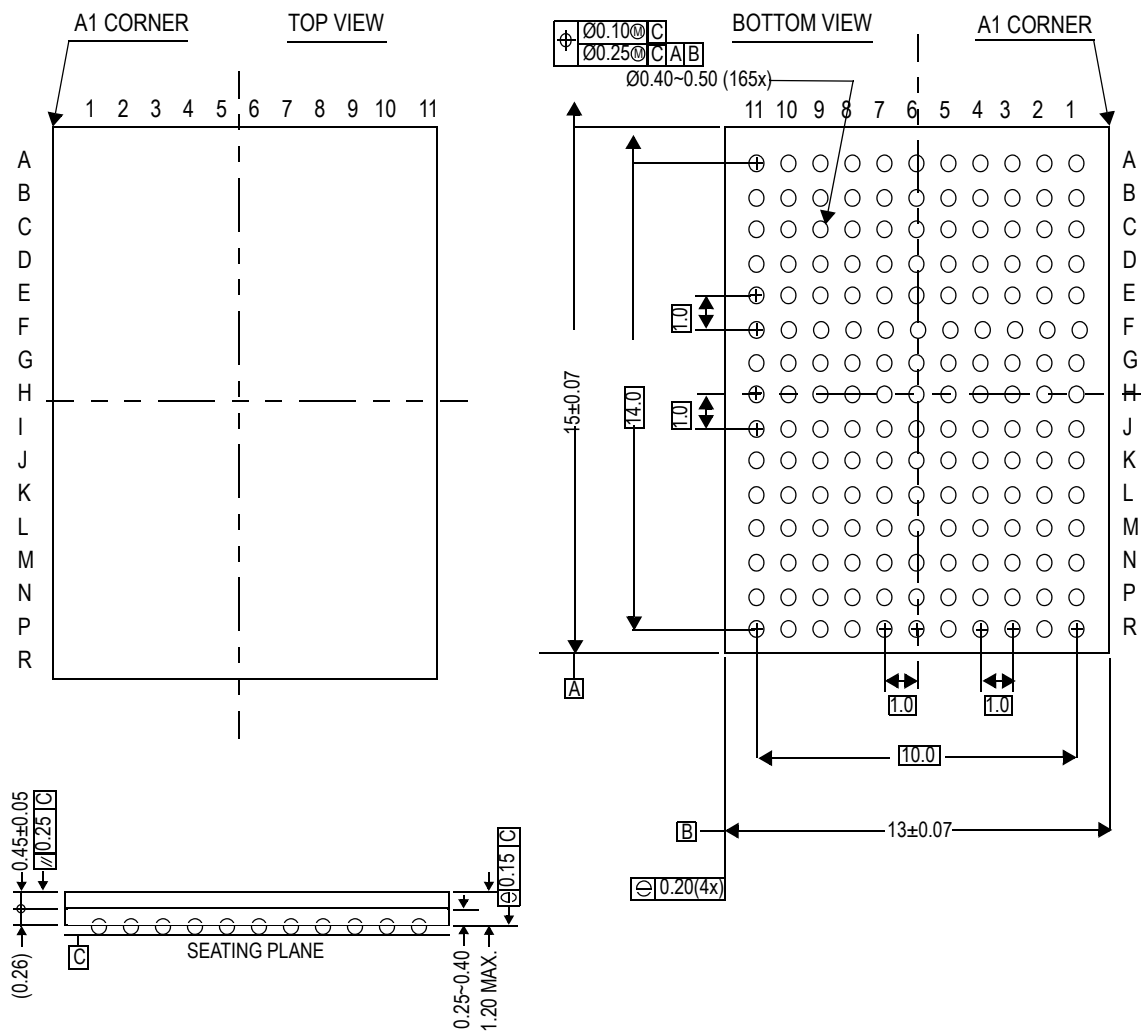 A1 CORNER
TOP VIEW
1 2 3 4 5 6 7 8 9 10 11
A
B
C
D
E
F
G
H
I
J
K
L
M
N
P
R
Ø0.10Ⓜ C
Ø0.25Ⓜ C A B
BOTTOM VIEW
A1 CORNER
Ø0.40~0.50 (165x)
11 10 9 8 7 6 5 4 3 2 1
A
B
C
D
E
F
G
H
J
K
L
M
N
P
R
1.0
1.0
15±0.07
14.0
A
1.0
1.0
10.0
B
13±0.07
0.20(4x)
0.45±0.05
// 0.25 C
(0.26)
C
SEATING PLANE
0.15 C
0.25~0.40
1.20 MAX.